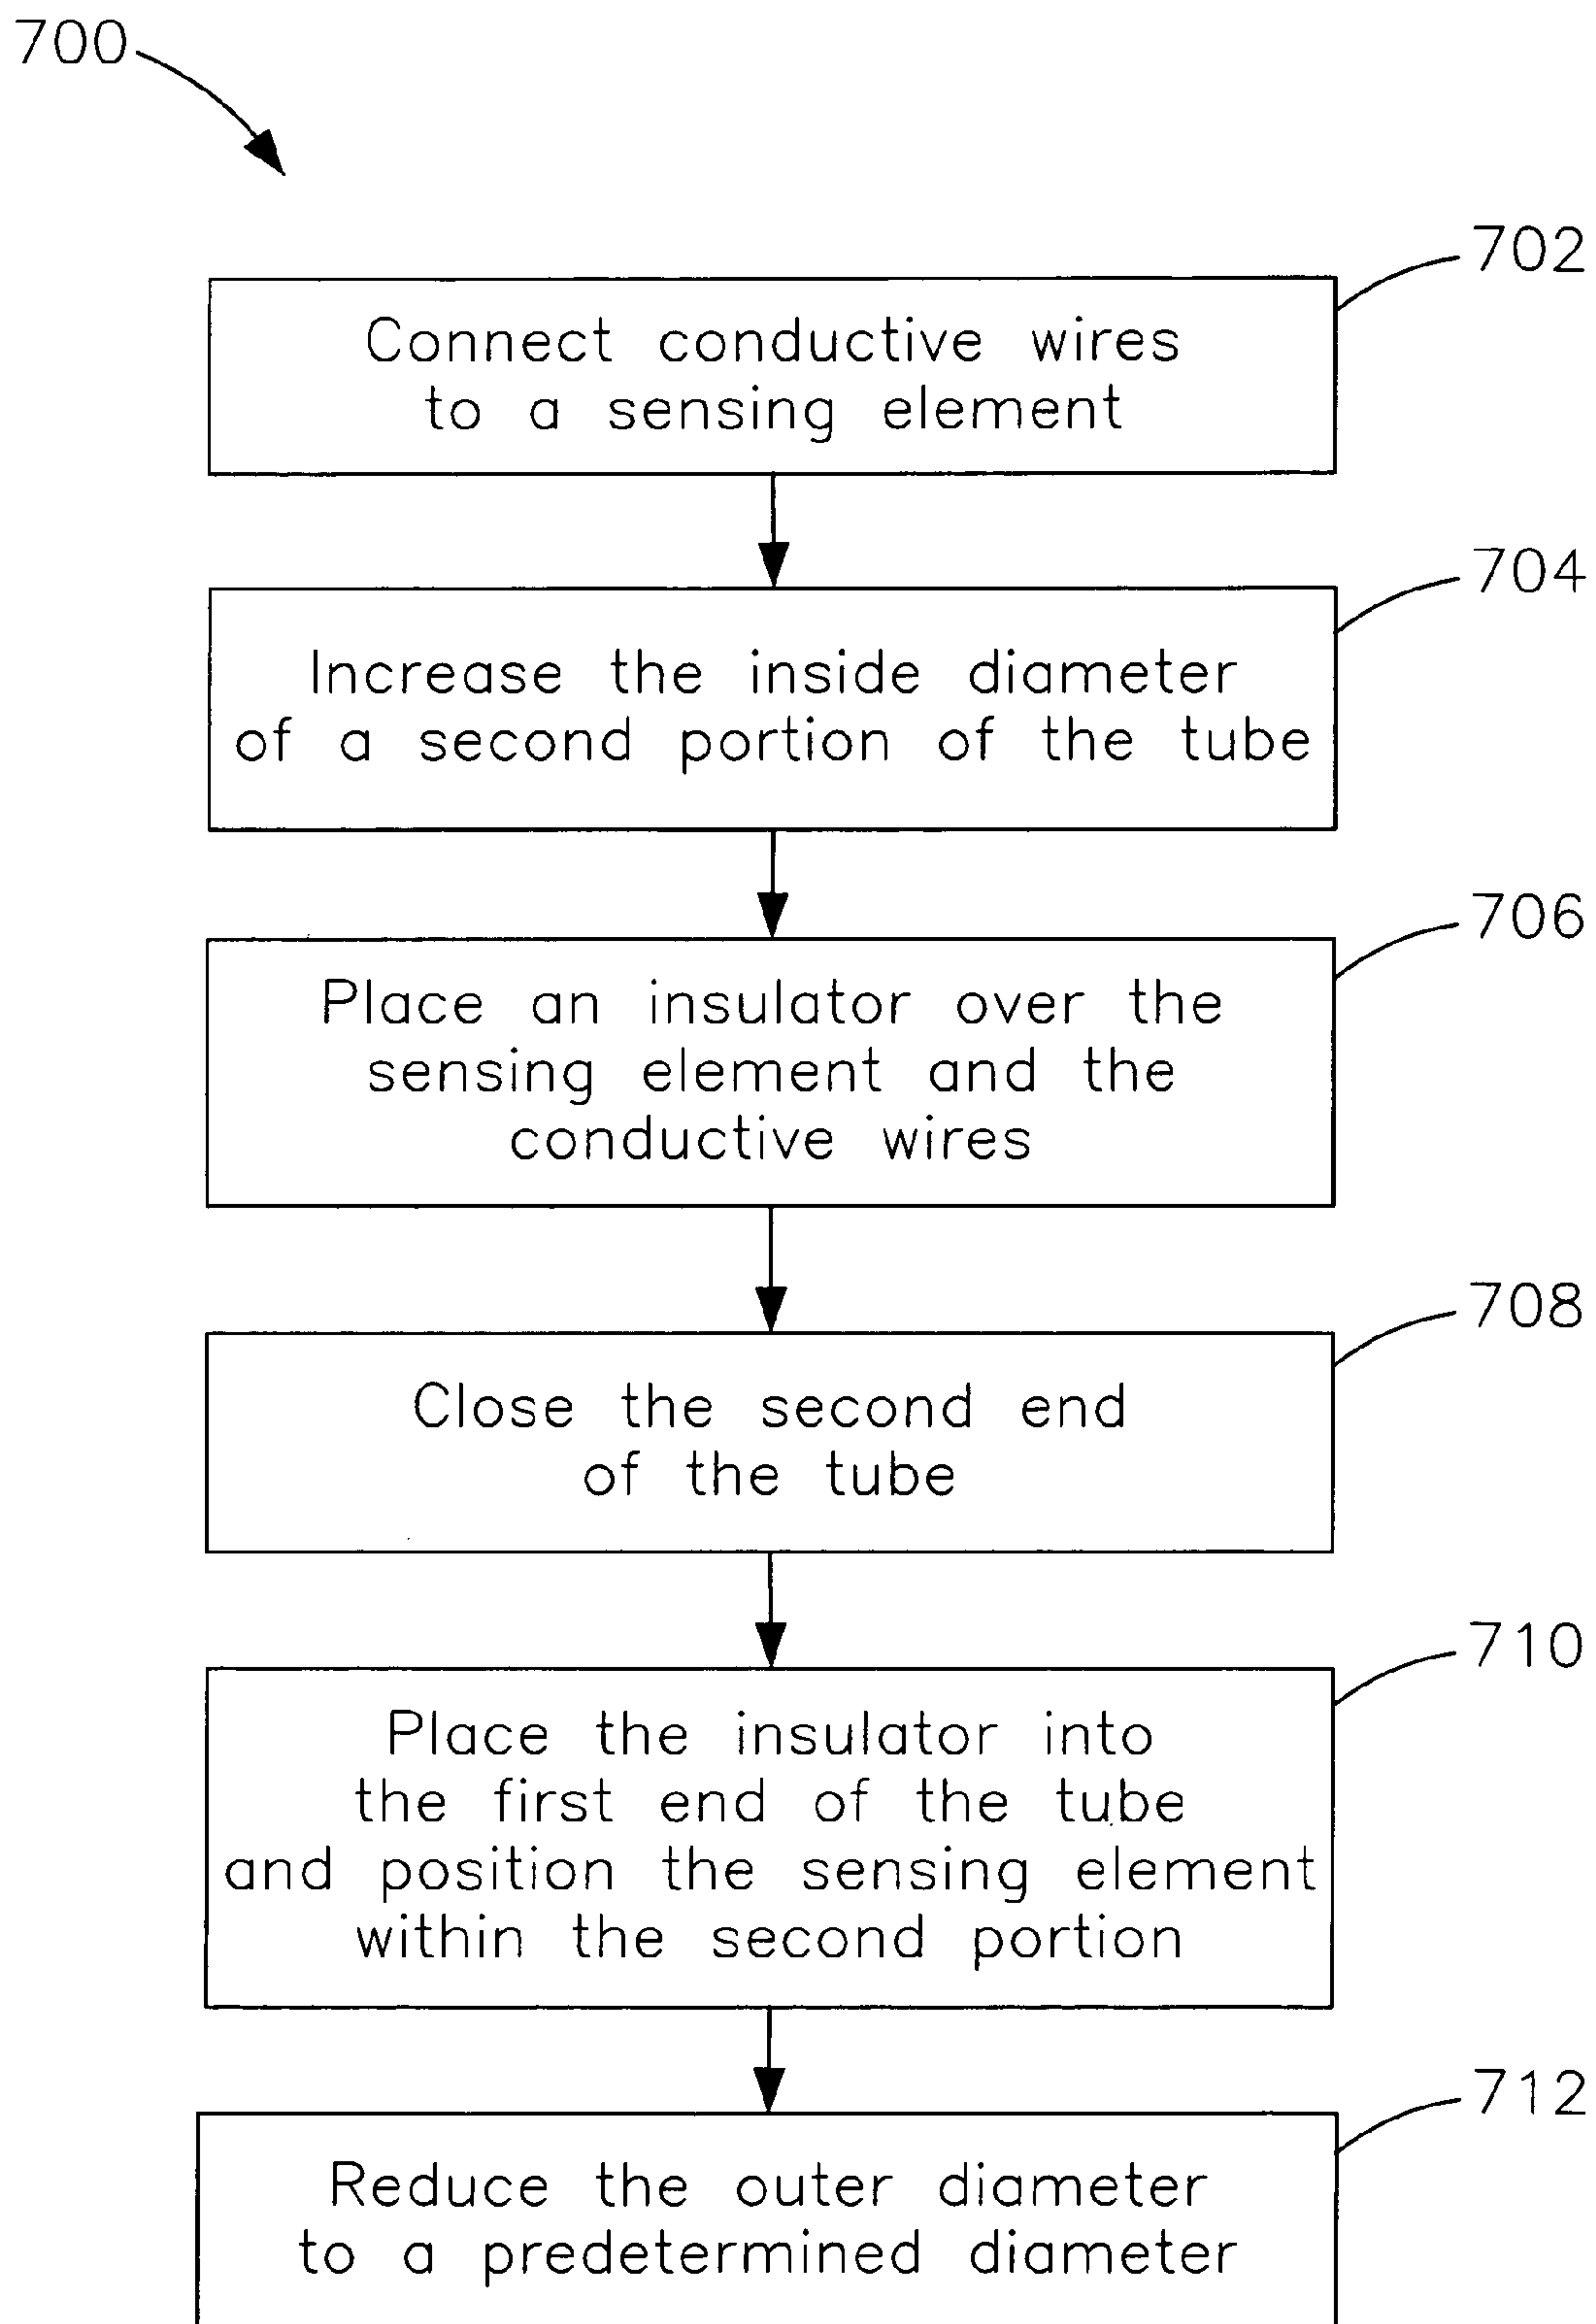 700
702
Connect conductive wires
to a sensing element
704
Increase the inside diameter
of a second portion of the tube
706
Place an insulator over the
sensing element and the
conductive wires
708
Close the second end
of the tube
710
Place the insulator into
the first end of the tube
and position the sensing element
within the second portion
712
Reduce the outer diameter
to a predetermined diameter